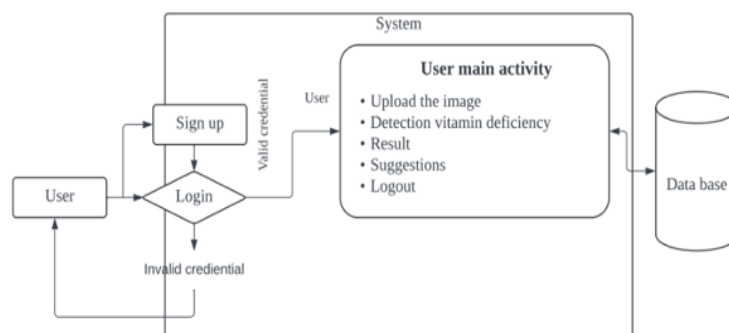 System
User main activity
• Upload the image
• Detection vitamin deficiency
• Result
• Suggestions
• Logout
User
Valid credential
Sign up
Login
User
Invalid crediential
Data base